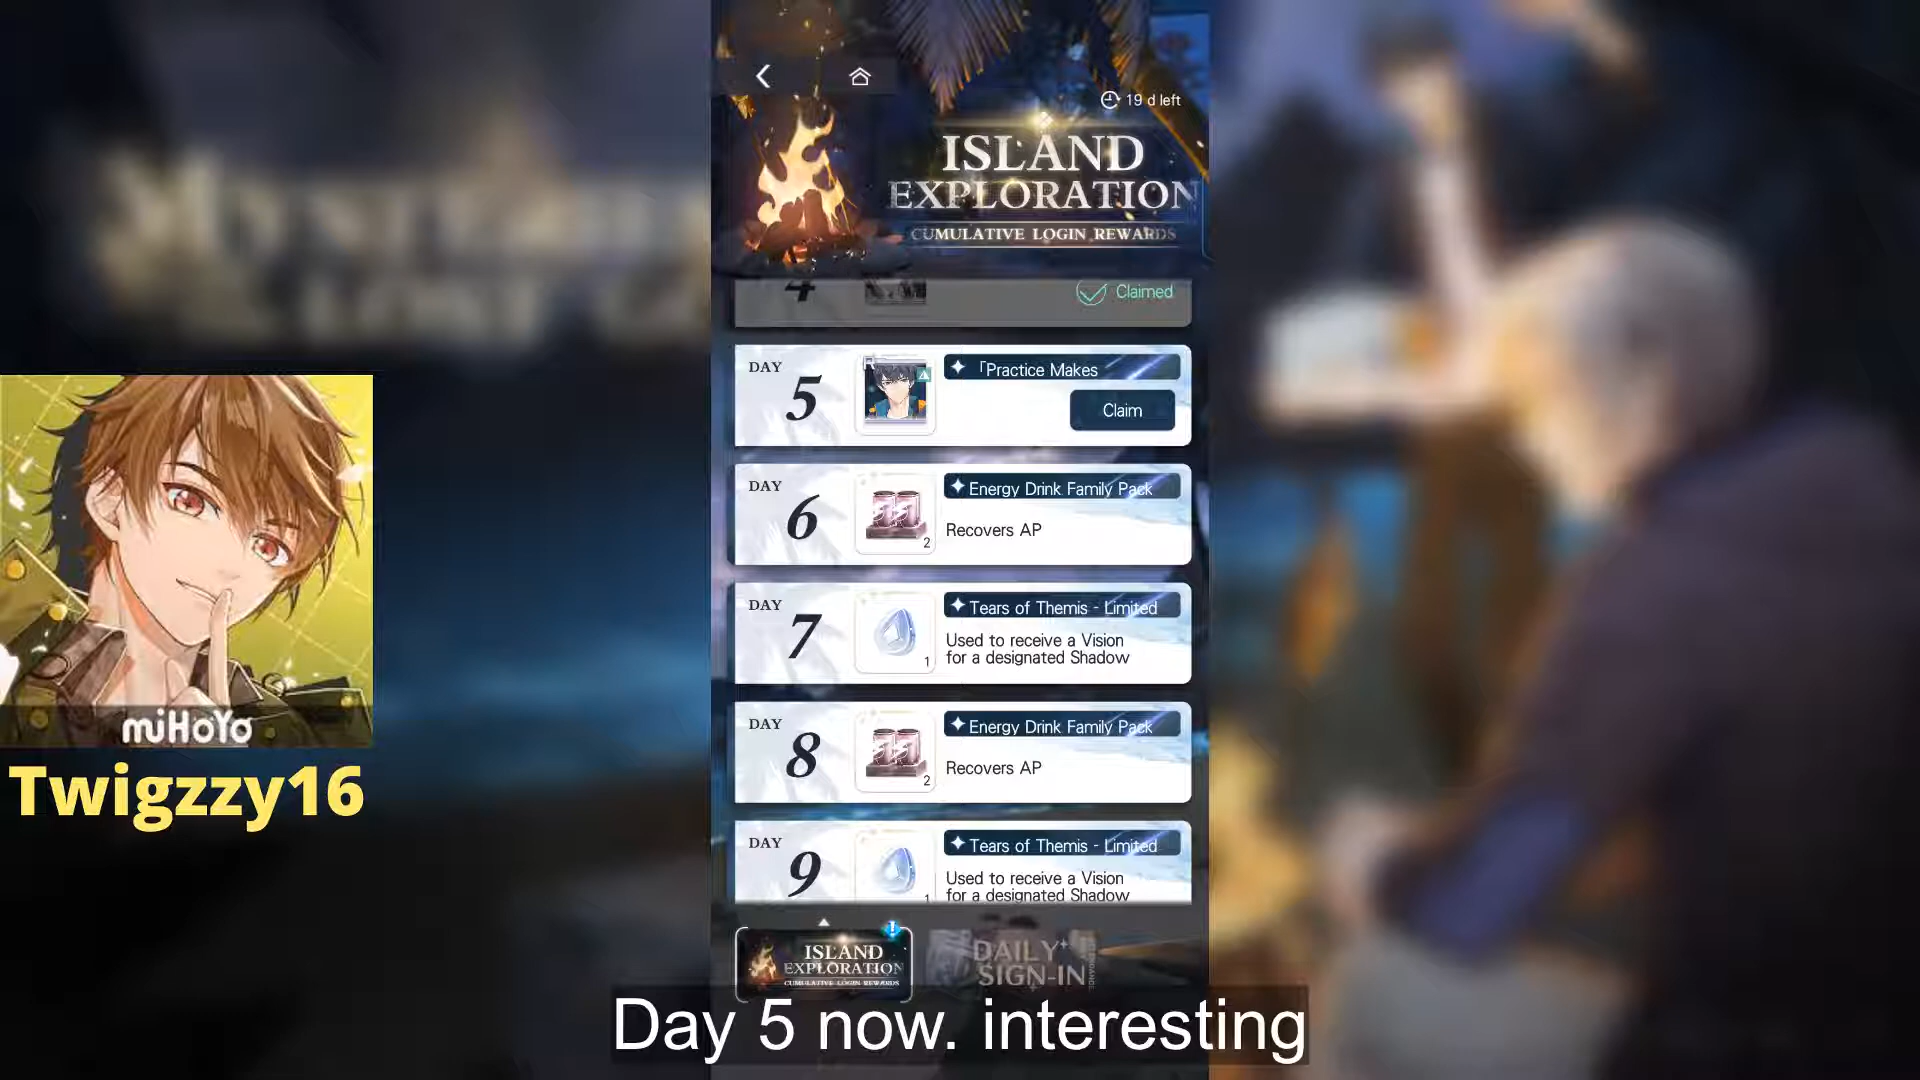 19 d left
ISLAND
EXPLORATION
CUMULATIVE LOGIN REWARDS
4
Claimed
DAY
5
「Practice Makes
Claim
DAY
6
Energy Drink Family Pack
2
Recovers AP
DAY
7
Tears of Themis - Limited
1
Used to receive a Vision
for a designated Shadow
DAY
8
Energy Drink Family Pack
2
Recovers AP
DAY
9
Tears of Themis - Limited
1
Used to receive a Vision
for a designated Shadow
ISLAND
EXPLORATION
CUMULATIVE LOGIN REWARDS
DAILY
SIGN-IN
miHoYo
Twigzzy16
Day 5 now. interesting